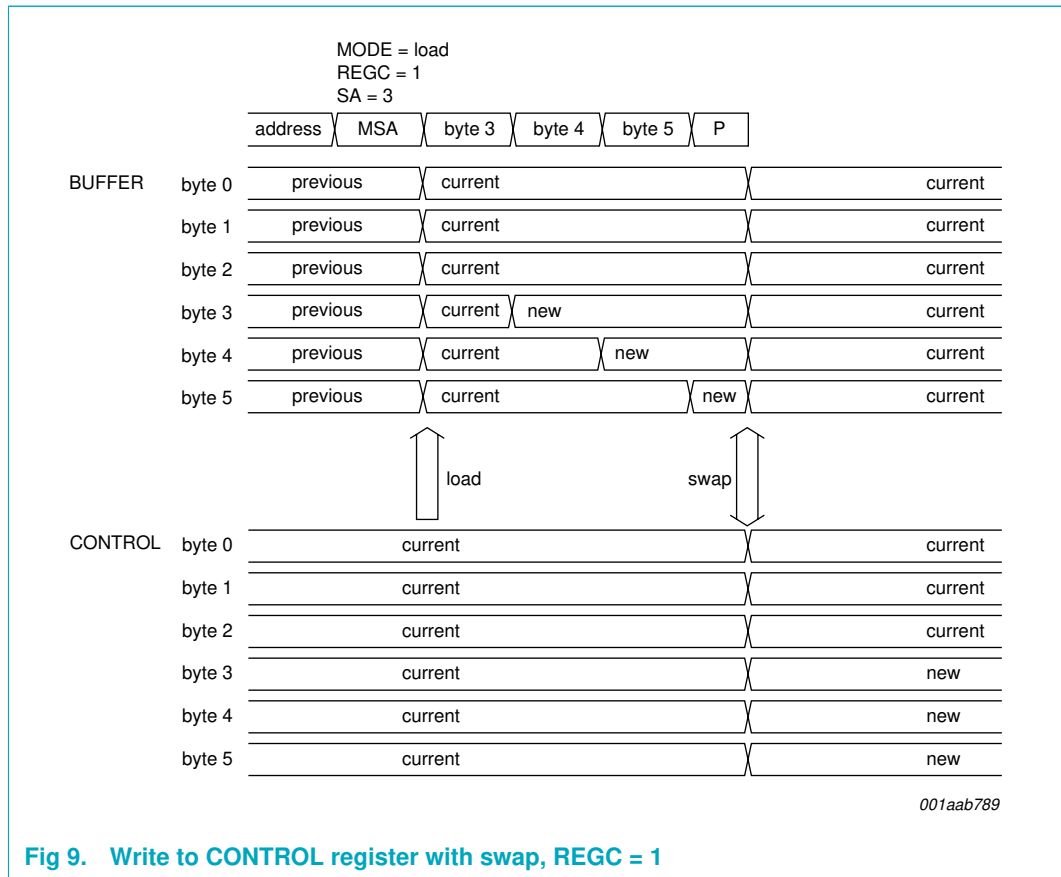 MODE = load
REGC = 1
SA = 3
address MSA byte 3 byte 4 byte 5 P
BUFFER byte 0 previous current current
byte 1 previous current current
byte 2 previous current current
byte 3 previous current new current
byte 4 previous current new current
byte 5 previous current new current
load swap
CONTROL byte 0 current current
byte 1 current current
byte 2 current current
byte 3 current new
byte 4 current new
byte 5 current new
001aab789
Fig 9. Write to CONTROL register with swap, REGC = 1